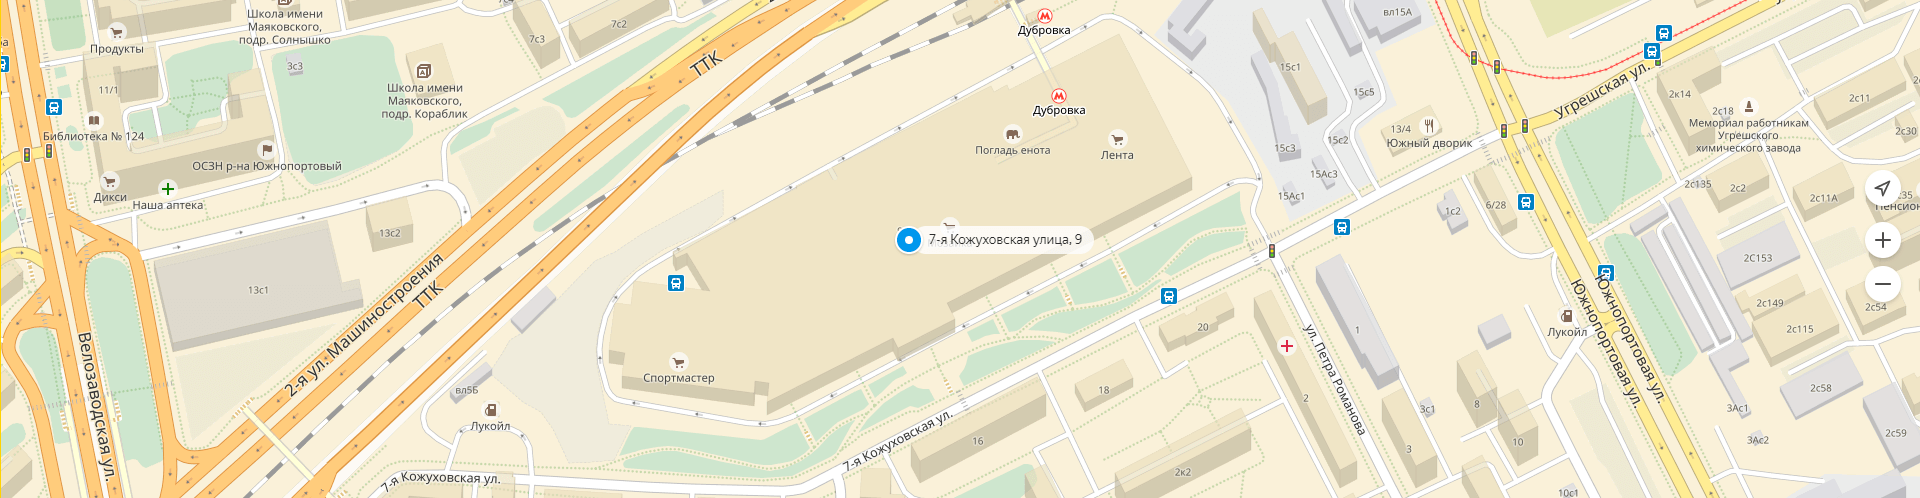 Школа имени
Маяковского,
подр. Солнышко
7с2
7с3
Продукты
3с3
Школа имени
Маяковского,
подр. Кораблик
11/1
Библиотека № 124
ОСЗН р-на Южнопортовый
Дикси
Наша аптека
13с2
13с1
ТТК
ТТК
2-я ул. Машиностроения
Велозаводская ул.
вл5Б
Лукойл
7-я Кожуховская ул.
Спортмастер
7-я Кожуховская улица, 9
Дубровка
Дубровка
Погладь енота
Лента
вл15А
15с1
15с5
15с2
15с3
15Ас3
15Ас1
13/4
Южный дворик
Угрешская ул.
2к14
2с18
2с11
Мемориал работникам
Угрешского
химического завода
2с30
2с135
2с2
2с11А
с35
Пенсион
6/28
1с2
2С153
2с149
2с54
2с115
2с58
2с59
3Ас1
3Ас2
Южнопортовая ул.
Южнопортовая ул.
Лукойл
ул. Петра Романова
1
2
3
3с1
8
10
10с1
20
18
16
2к2
7-я Кожуховская ул.